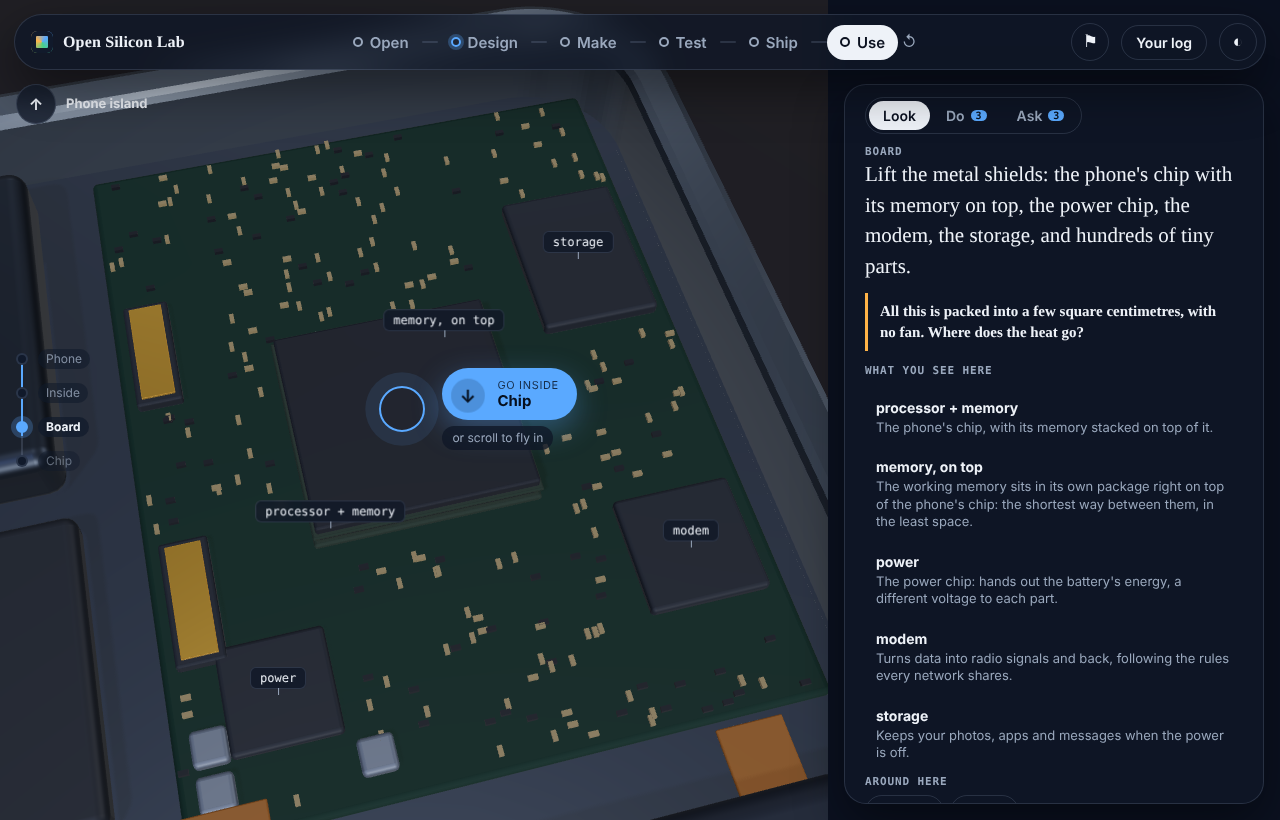 Open Silicon Lab
Open
Design
Make
Test
Ship
Use
Your log
Phone island
Phone
Inside
Board
Chip
storage
memory, on top
GO INSIDE
Chip
or scroll to fly in
processor + memory
modem
power
Look
Do 3
Ask 3
BOARD
Lift the metal shields: the phone's chip with
its memory on top, the power chip, the
modem, the storage, and hundreds of tiny
parts.
All this is packed into a few square centimetres, with
no fan. Where does the heat go?
WHAT YOU SEE HERE
processor + memory
The phone's chip, with its memory stacked on top of it.
memory, on top
The working memory sits in its own package right on top
of the phone's chip: the shortest way between them, in
the least space.
power
The power chip: hands out the battery's energy, a
different voltage to each part.
modem
Turns data into radio signals and back, following the rules
every network shares.
storage
Keeps your photos, apps and messages when the power
is off.
AROUND HERE